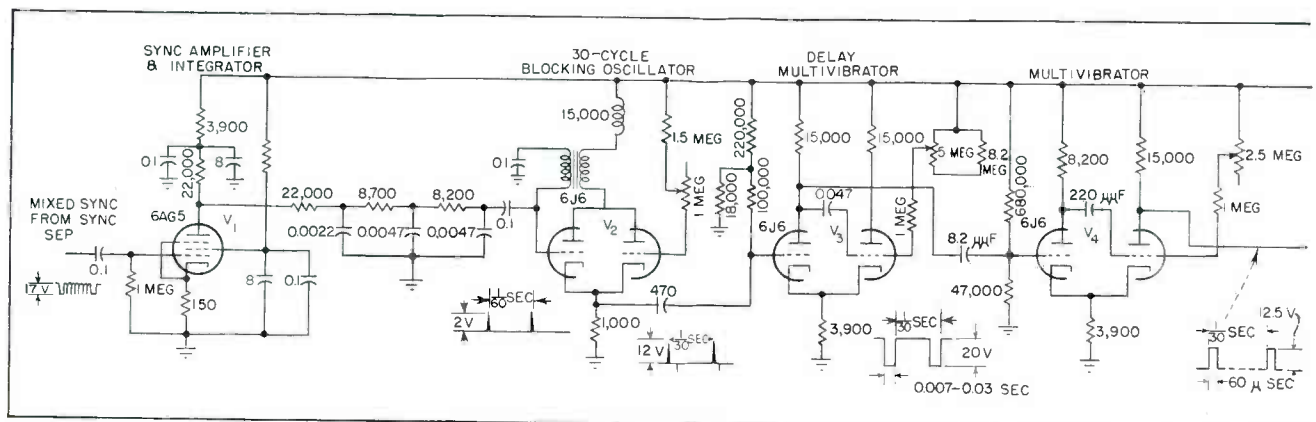 SYNC AMPLIFIER
& INTEGRATOR
30-CYCLE
BLOCKING OSCILLATOR
DELAY
MULTIVIBRATOR
MULTIVIBRATOR
3,900
0.1
8
22,000
MIXED SYNC
FROM SYNC
SEP
6AG5
V1
0.1
17 V
1 MEG
150
8
0.1
22,000
8,700
8,200
0.0022
0.0047
0.0047
0.1
0.1
15,000
6J6
V2
1.5 MEG
1 MEG
2 V
1/60 SEC
1,000
470
12 V
1/30 SEC
220,000
18,000
100,000
6J6
15,000
15,000
.0047
V3
1 MEG
5 MEG
8.2 MEG
3,900
1/30 SEC
20 V
0.007-0.03 SEC
8.2 μμF
680,000
47,000
6J6
8,200
15,000
220 μμF
V4
2.5 MEG
1 MEG
3,900
1/30 SEC
12.5 V
60 μ SEC